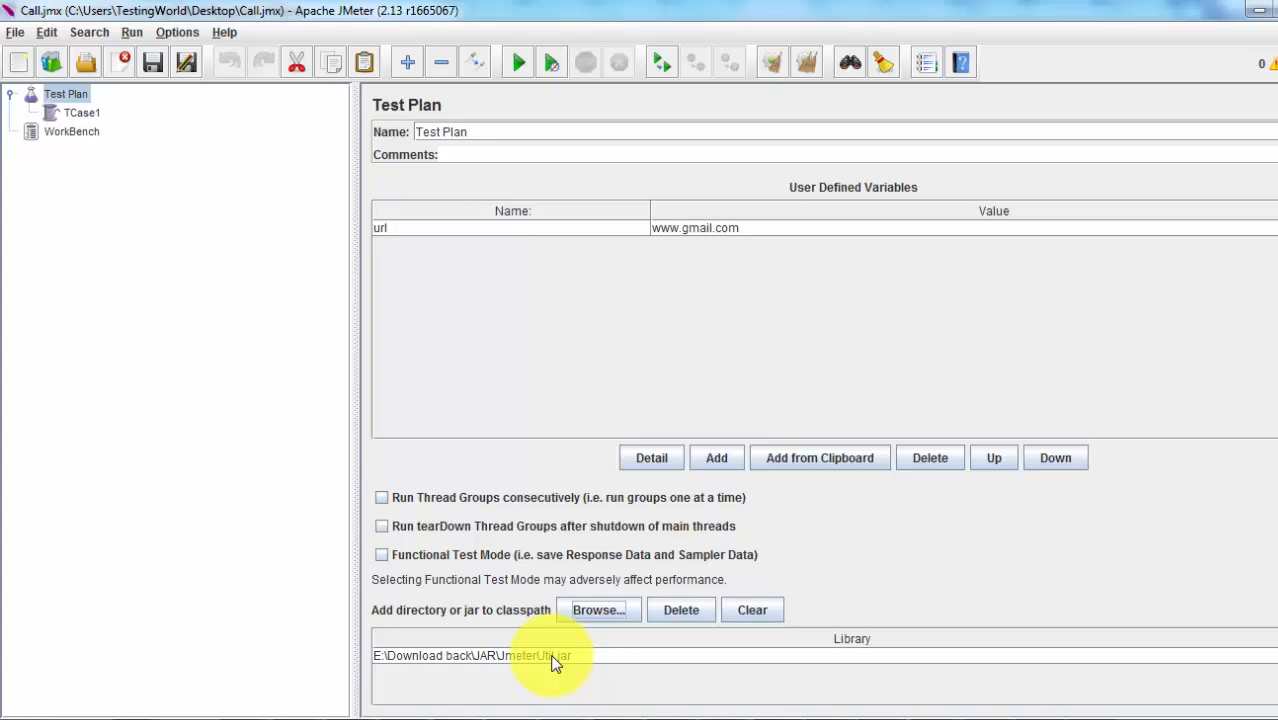 Call.jmx (C:\Users\TestingWorld\Desktop\Call.jmx) - Apache JMeter (2.13 r1665067)
File Edit Search Run Options Help
0
Test Plan
TCase1
WorkBench
Test Plan
Name: Test Plan
Comments:
User Defined Variables
Name: Value
url www.gmail.com
Detail Add Add from Clipboard Delete Up Down
Run Thread Groups consecutively (i.e. run groups one at a time)
Run tearDown Thread Groups after shutdown of main threads
Functional Test Mode (i.e. save Response Data and Sampler Data)
Selecting Functional Test Mode may adversely affect performance.
Add directory or jar to classpath Browse... Delete Clear
Library
E:\Download back\JAR\JmeterUtil.jar